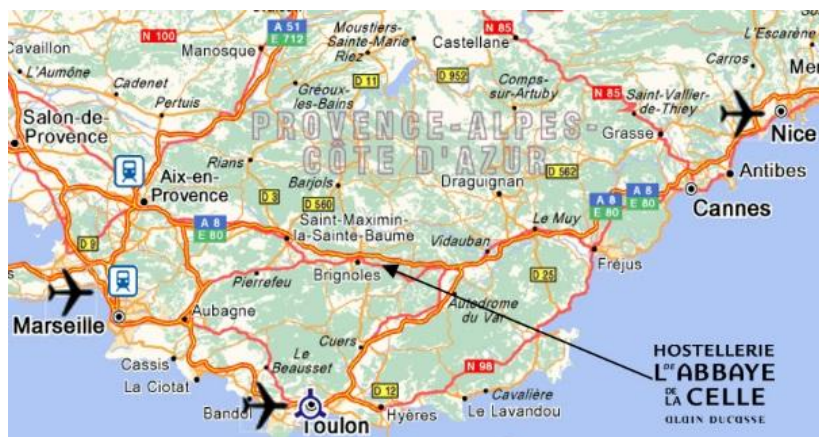 A 51
E 712
N 100
Manosque
Moustiers-
Sainte-Marie
Riez
Castellane
L'Escarène
Cavaillon
L'Aumône
Cadenet
Pertuis
Gréoux-
les-Bains
D 11
D 952
Comps-
sur-Artuby
N 85
Carros
Saint-Vallier-
de-Thiey
N 85
Grasse
Nice
Salon-de-
Provence
PROVENCE-ALPES-
CÔTE D'AZUR
Rians
Barjols
Draguignan
D 562
Antibes
Aix-en-
Provence
D 3
D 560
A 8
E 80
A 8
E 80
Cannes
A 8
E 80
Saint-Maximin-
la-Sainte-Baume
Le Muy
Vidauban
D 9
Pierrefeu
Brignoles
Fréjus
D 25
Marseille
Aubagne
Autodrome
du Var
Cuers
Cassis
La Ciotat
Le
Beausset
N 98
D 12
Bandol
Toulon
Hyères
Cavalière
Le Lavandou
HOSTELLERIE
DE
L'ABBAYE
DE
LA CELLE
ALAIN DUCASSE